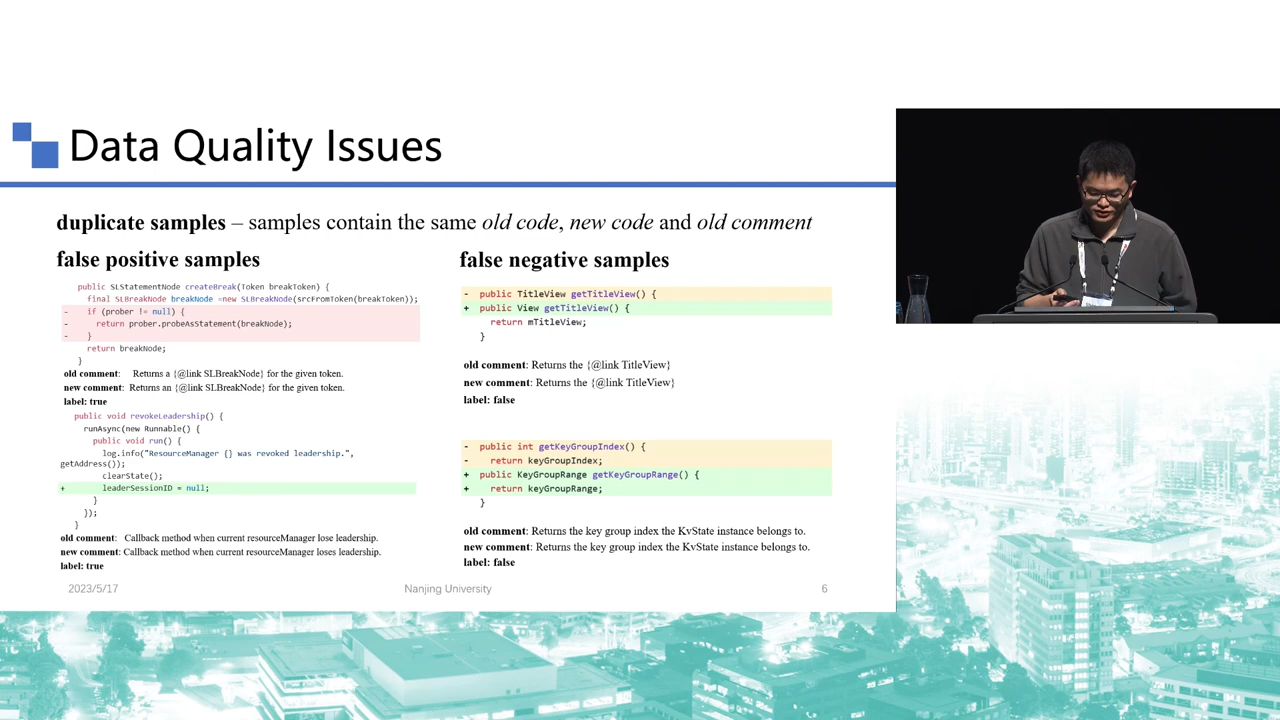 Data Quality Issues
duplicate samples – samples contain the same old code, new code and old comment
false positive samples
public SLStatementNode createBreak(Token breakToken) {
final SLBreakNode breakNode =new SLBreakNode(srcFromToken(breakToken));
- if (prober != null) {
- return prober.probeAsStatement(breakNode);
- }
return breakNode;
}
old comment: Returns a {@link SLBreakNode} for the given token.
new comment: Returns an {@link SLBreakNode} for the given token.
label: true
public void revokeLeadership() {
runAsync(new Runnable() {
public void run() {
log.info("ResourceManager {} was revoked leadership.",
getAddress());
clearState();
+ leaderSessionID = null;
}
});
}
old comment: Callback method when current resourceManager lose leadership.
new comment: Callback method when current resourceManager loses leadership.
label: true
false negative samples
- public TitleView getTitleView() {
+ public View getTitleView() {
return mTitleView;
}
old comment: Returns the {@link TitleView}
new comment: Returns the {@link TitleView}
label: false
- public int getKeyGroupIndex() {
- return keyGroupIndex;
+ public KeyGroupRange getKeyGroupRange() {
+ return keyGroupRange;
}
old comment: Returns the key group index the KvState instance belongs to.
new comment: Returns the key group index the KvState instance belongs to.
label: false
2023/5/17
Nanjing University
6